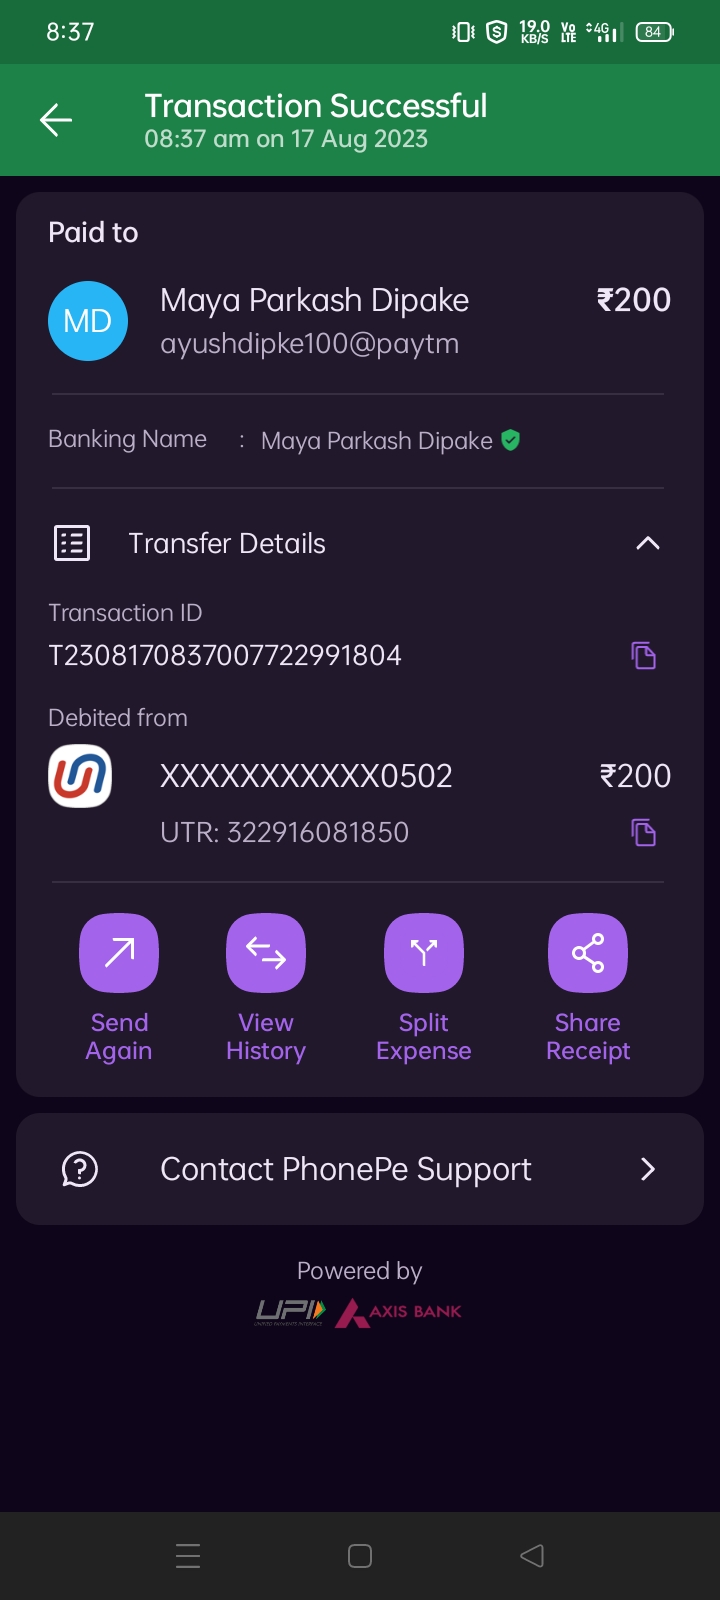 8:37
19.0 KB/S Vo LTE 4G 84
Transaction Successful
08:37 am on 17 Aug 2023
Paid to
MD
Maya Parkash Dipake ₹200
ayushdipke100@paytm
Banking Name : Maya Parkash Dipake
Transfer Details
Transaction ID
T2308170837007722991804
Debited from
XXXXXXXXXXX0502 ₹200
UTR: 322916081850
Send Again
View History
Split Expense
Share Receipt
Contact PhonePe Support
Powered by
UPI AXIS BANK
UNIFIED PAYMENTS INTERFACE